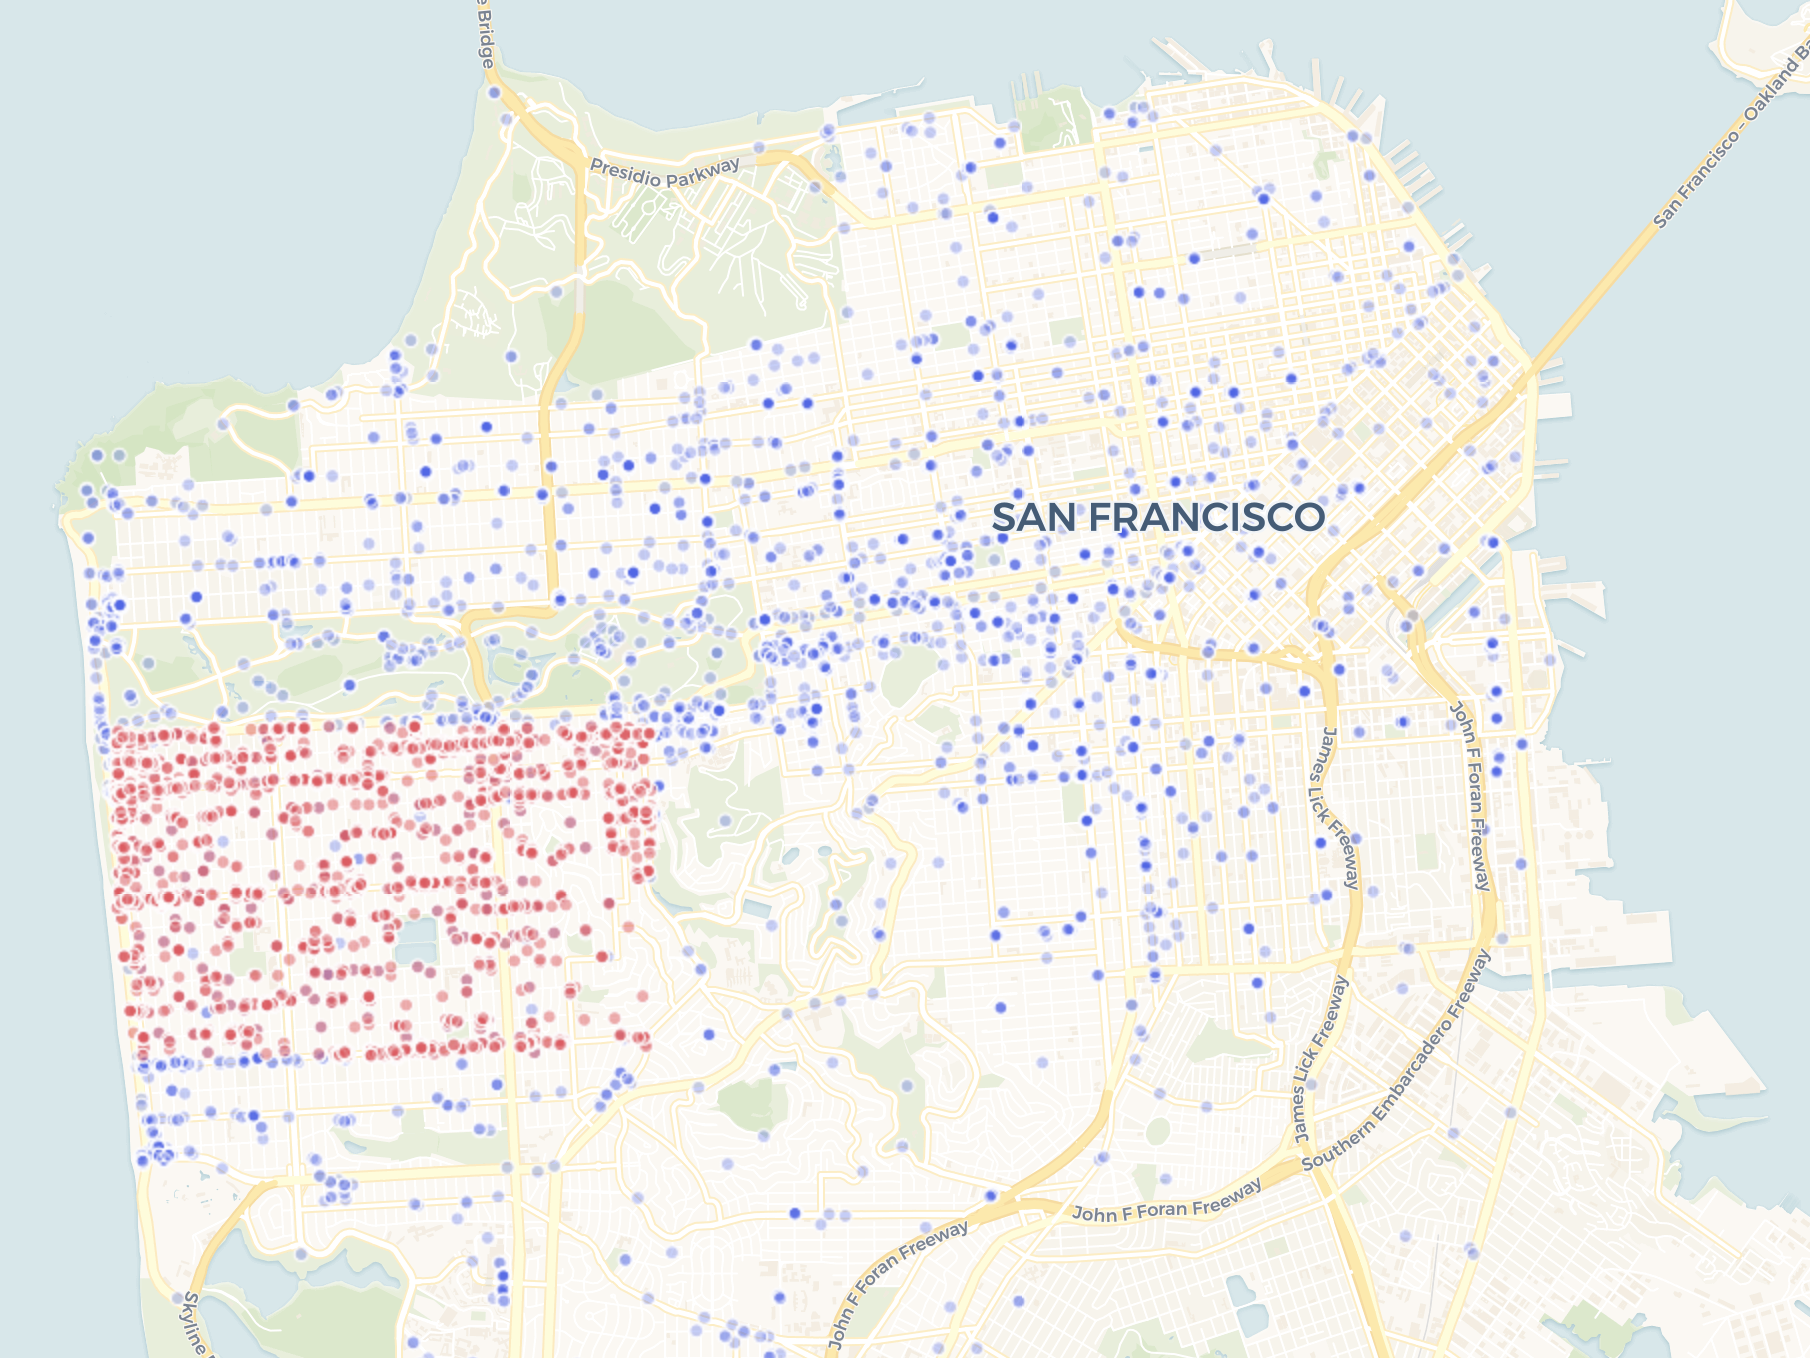 Bridge
Presidio Parkway
San Francisco - Oakland Ba
SAN FRANCISCO
James Lick Freeway
John F Foran Freeway
James Lick Freeway
Southern Embarcadero Freeway
John F Foran Freeway
John F Foran Freeway
Skyline